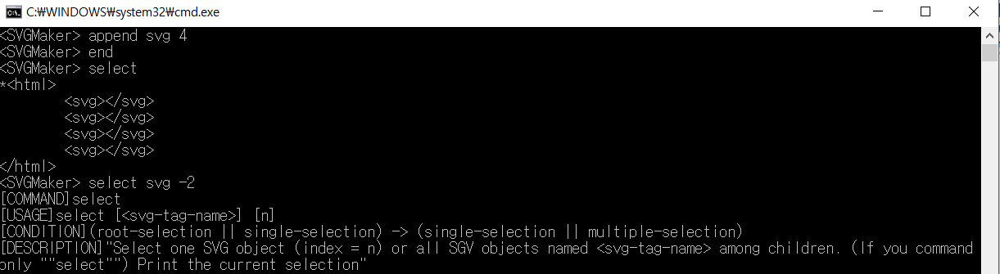 C:₩WINDOWS₩system32₩cmd.exe
<SVGMaker> append svg 4
<SVGMaker> end
<SVGMaker> select
*<html>
<svg></svg>
<svg></svg>
<svg></svg>
<svg></svg>
</html>
<SVGMaker> select svg -2
[COMMAND]select
[USAGE]select [<svg-tag-name>] [n]
[CONDITION](root-selection || single-selection) -> (single-selection || multiple-selection)
[DESCRIPTION]"Select one SVG object (index = n) or all SGV objects named <svg-tag-name> among children. (If you command
only ""select"") Print the current selection"